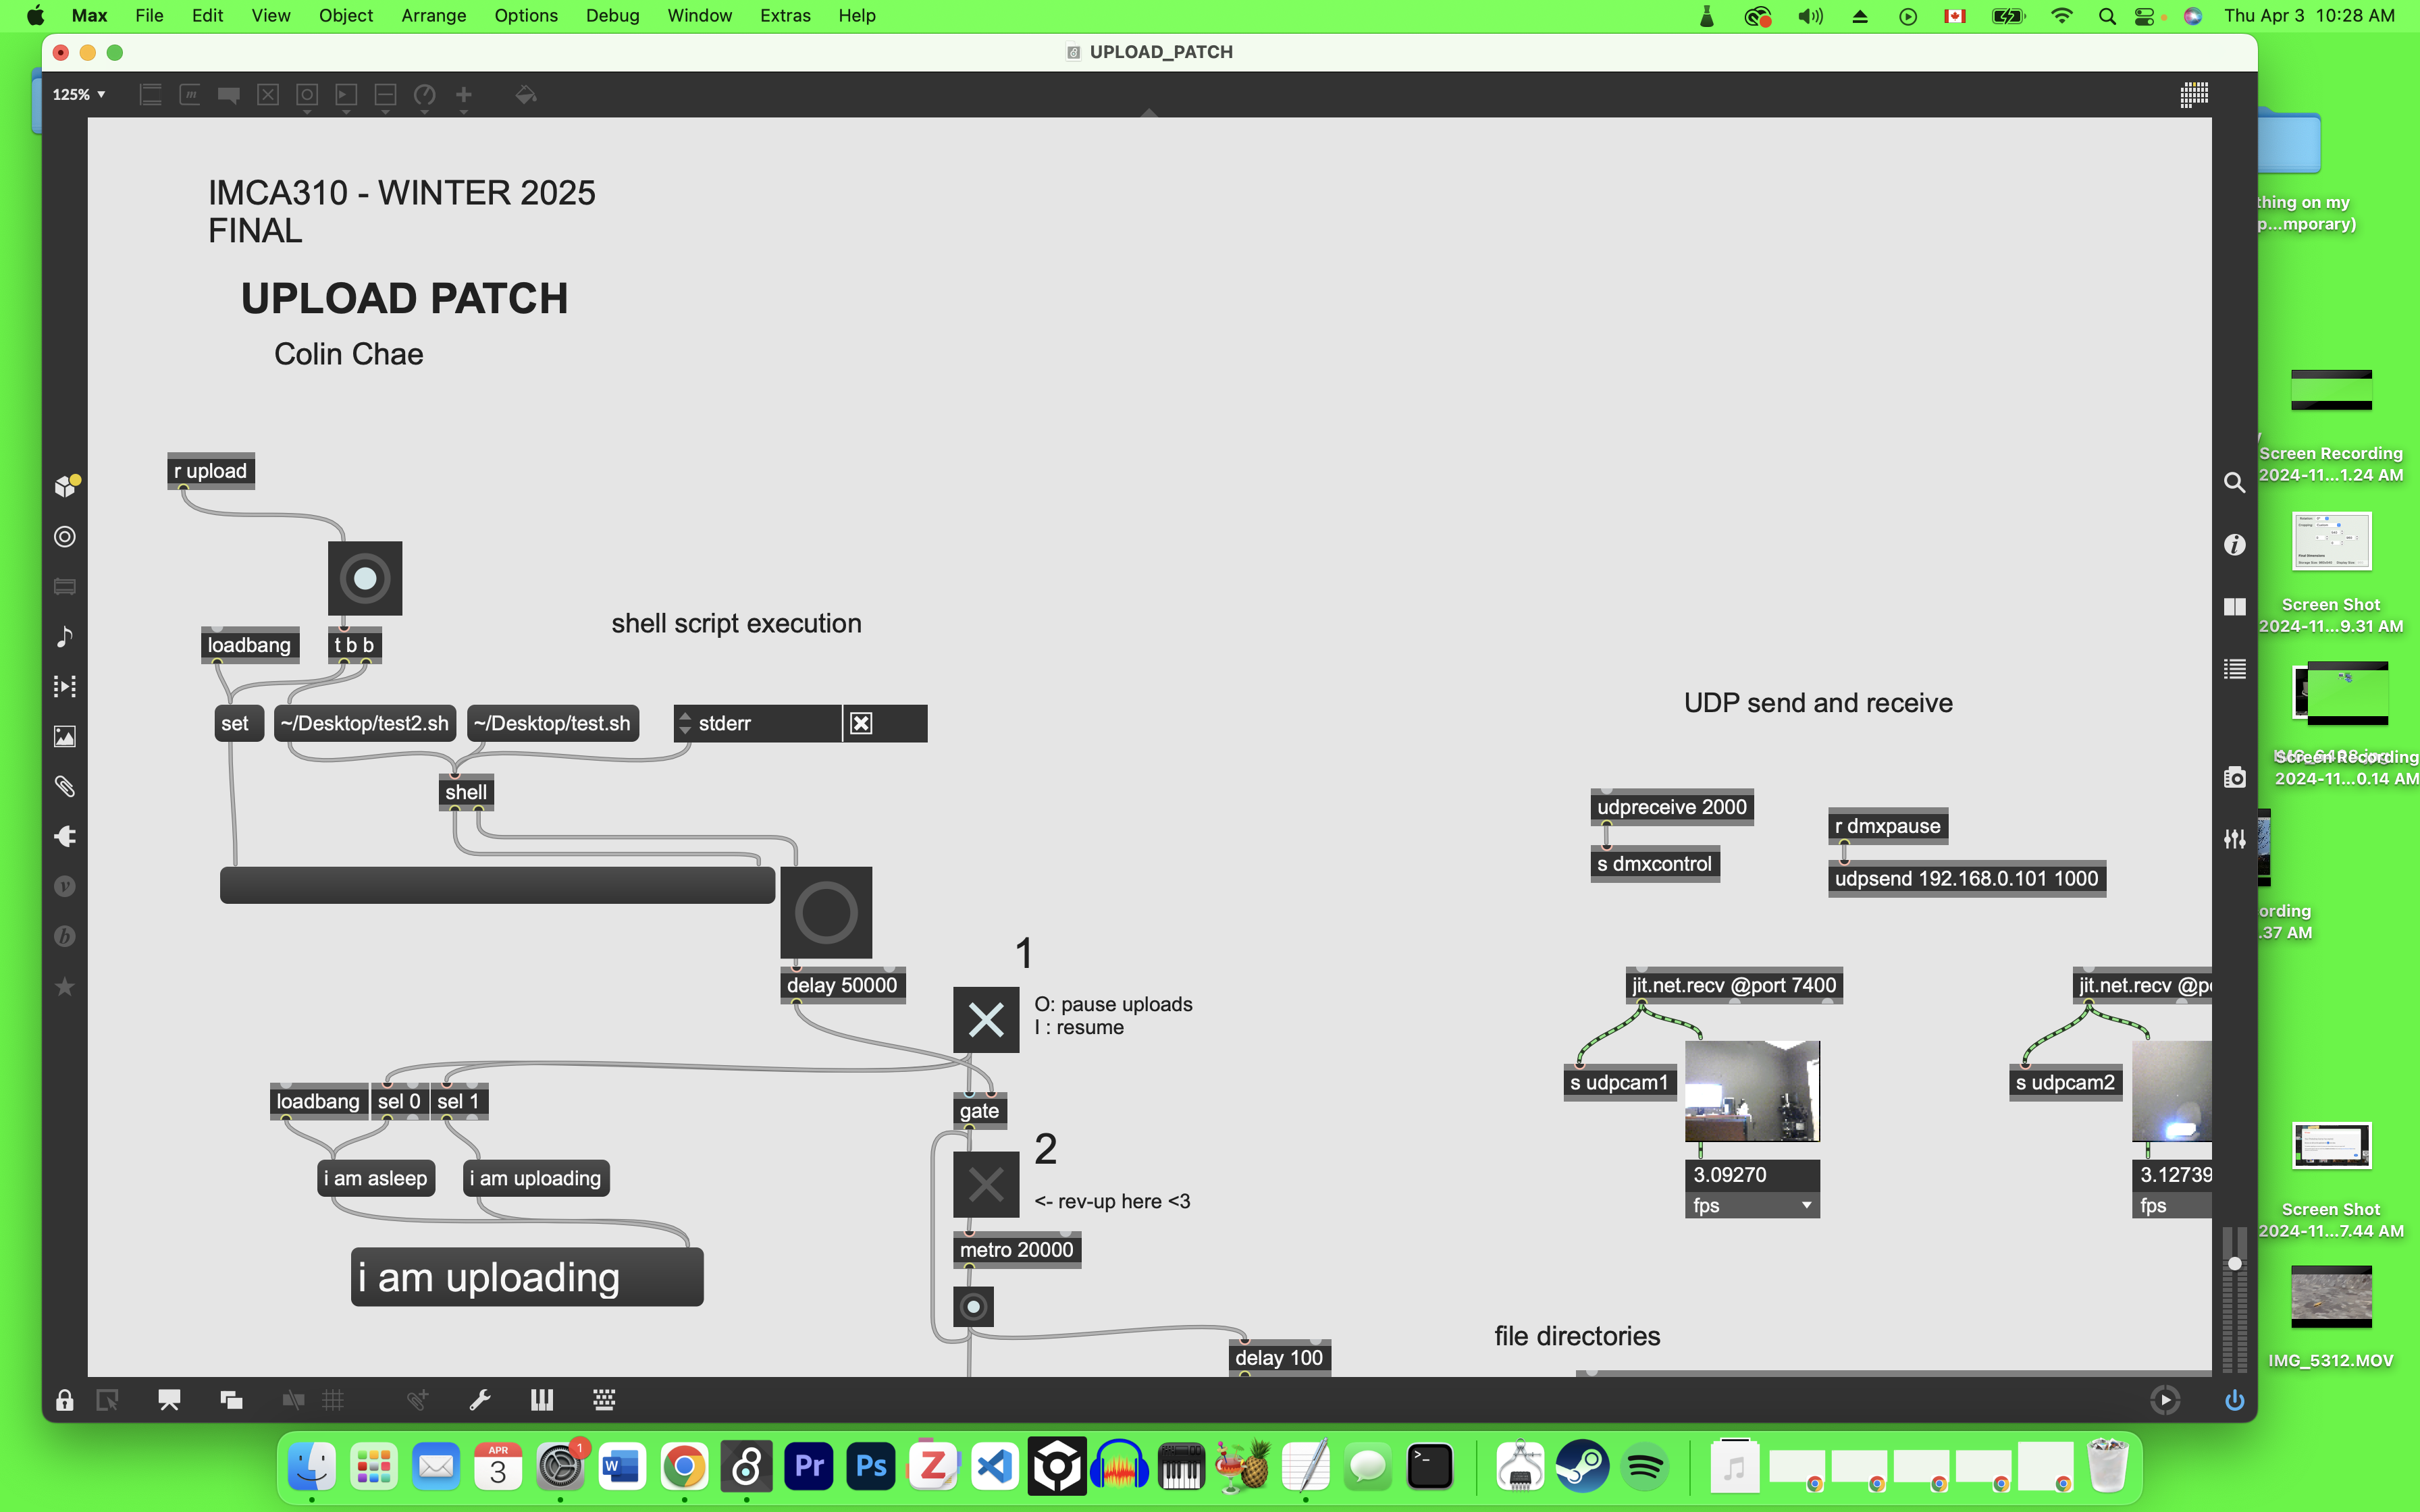 Max File Edit View Object Arrange Options Debug Window Extras Help
Thu Apr 3 10:28 AM
UPLOAD_PATCH
125%
IMCA310 - WINTER 2025
FINAL
UPLOAD PATCH
Colin Chae
r upload
loadbang
t b b
shell script execution
set
~/Desktop/test2.sh
~/Desktop/test.sh
stderr
shell
delay 50000
1
O: pause uploads
I : resume
loadbang
sel 0
sel 1
gate
i am asleep
i am uploading
2
<- rev-up here <3
metro 20000
i am uploading
delay 100
UDP send and receive
udpreceive 2000
s dmxcontrol
r dmxpause
udpsend 192.168.0.101 1000
jit.net.recv @port 7400
s udpcam1
3.09270
fps
jit.net.recv @p
s udpcam2
3.12739
fps
file directories
thing on my
p...mporary)
Screen Recording
2024-11...1.24 AM
Screen Shot
2024-11...9.31 AM
Screen Recording
2024-11...0.14 AM
ording
.37 AM
Screen Shot
2024-11...7.44 AM
IMG_5312.MOV
APR
3
1
W
Pr
Ps
Z